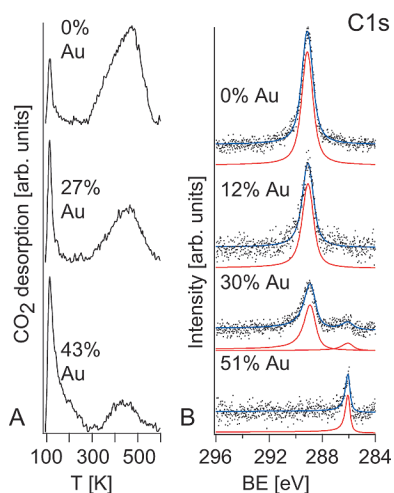 C1s
0%
Au
27%
Au
43%
Au
A
CO2 desorption [arb. units]
100 300 500
T [K]
0% Au
12% Au
30% Au
51% Au
B
Intensity [arb. units]
296 292 288 284
BE [eV]